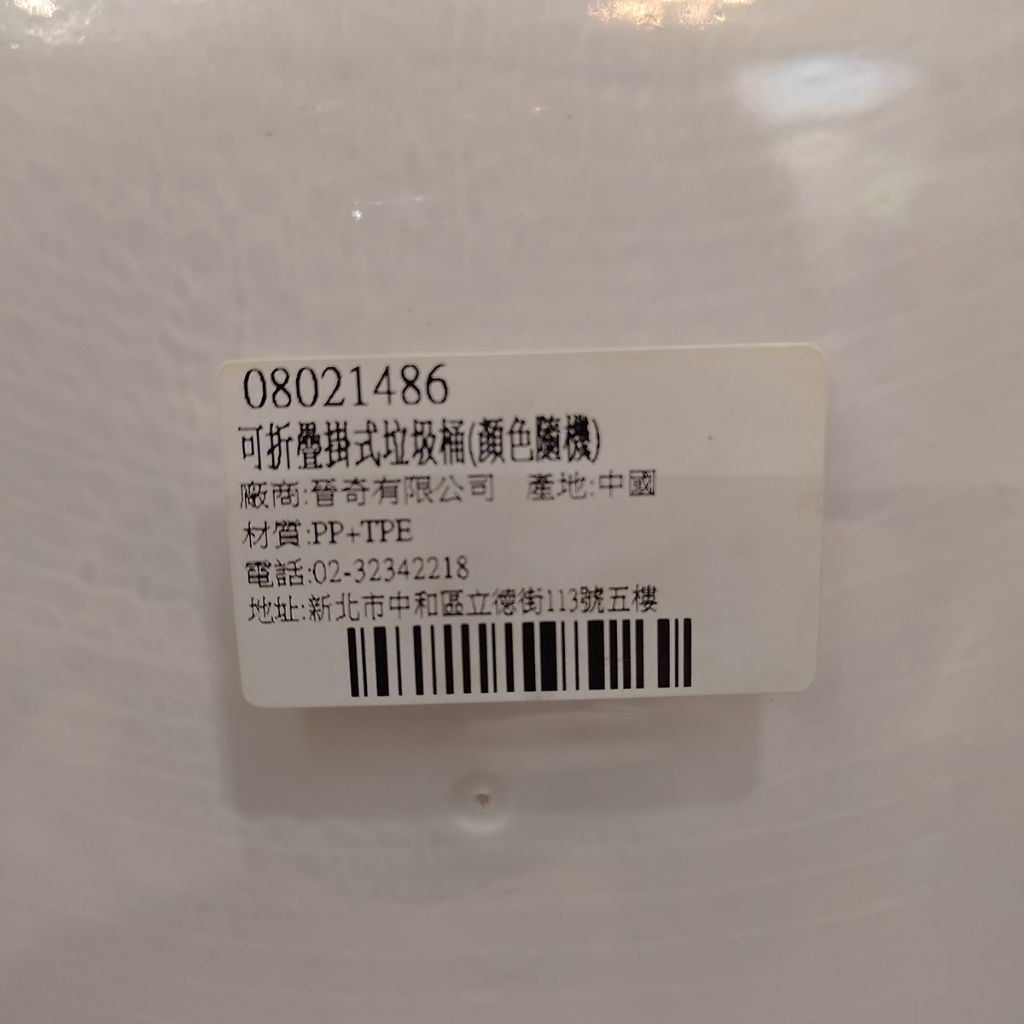 08021486
可折疊掛式垃圾桶(顏色隨機)
廠商:晉奇有限公司 產地:中國
材質:PP+TPE
電話:02-32342218
地址:新北市中和區立德街113號五樓